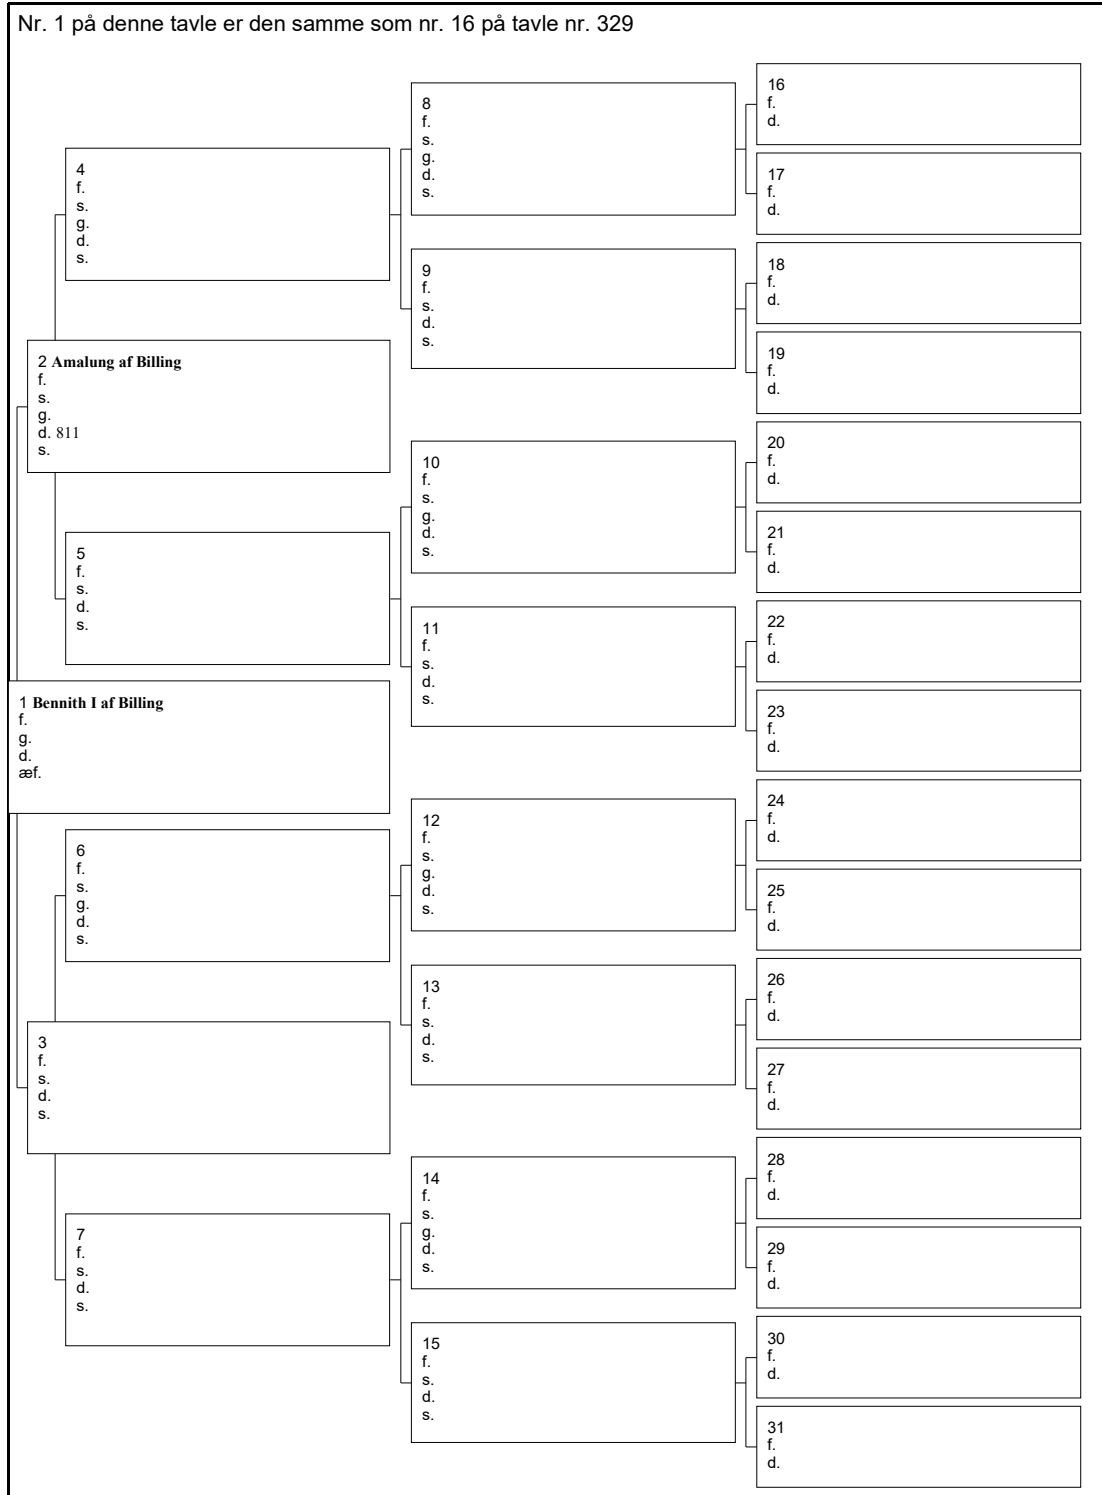 Nr. 1 på denne tavle er den samme som nr. 16 på tavle nr. 329
1 Bennith I af Billing
f.
g.
d.
æf.
2 Amalung af Billing
f.
s.
g.
d. 811
s.
3
f.
s.
d.
s.
4
f.
s.
g.
d.
s.
5
f.
s.
d.
s.
6
f.
s.
g.
d.
s.
7
f.
s.
d.
s.
8
f.
s.
g.
d.
s.
9
f.
s.
d.
s.
10
f.
s.
g.
d.
s.
11
f.
s.
d.
s.
12
f.
s.
g.
d.
s.
13
f.
s.
d.
s.
14
f.
s.
g.
d.
s.
15
f.
s.
d.
s.
16
f.
d.
17
f.
d.
18
f.
d.
19
f.
d.
20
f.
d.
21
f.
d.
22
f.
d.
23
f.
d.
24
f.
d.
25
f.
d.
26
f.
d.
27
f.
d.
28
f.
d.
29
f.
d.
30
f.
d.
31
f.
d.